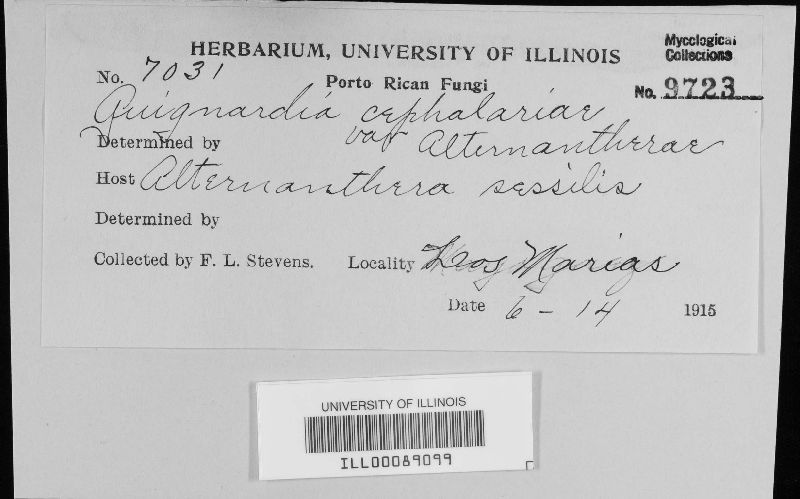 HERBARIUM, UNIVERSITY OF ILLINOIS
Mycological
Collections
No. 7031
Porto Rican Fungi
No. 9723
Guignardia cephalariae
Determined by
var Alternantherae
Host Alternanthera sessilis
Determined by
Collected by F. L. Stevens. Locality Las Marias
Date 6-14 1915
UNIVERSITY OF ILLINOIS
ILL00089099